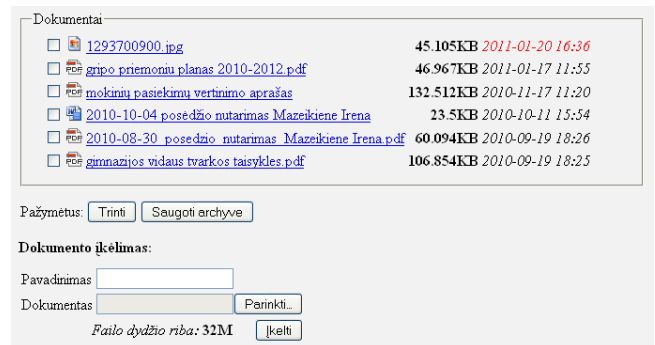 Dokumentai
1293700900.jpg 45.105KB 2011-01-20 16:36
gripo priemoniu planas 2010-2012.pdf 46.967KB 2011-01-17 11:55
mokinių pasiekimų vertinimo aprašas 132.512KB 2010-11-17 11:20
2010-10-04 posėdžio nutarimas Mazeikiene Irena 23.5KB 2010-10-11 15:54
2010-08-30_posedzio_nutarimas_Mazeikiene Irena.pdf 60.094KB 2010-09-19 18:26
gimnazijos vidaus tvarkos taisykles.pdf 106.854KB 2010-09-19 18:25
Pažymėtus: Trinti Saugoti archyve
Dokumento įkėlimas:
Pavadinimas
Dokumentas Parinkti...
Failo dydžio riba: 32M Įkelti